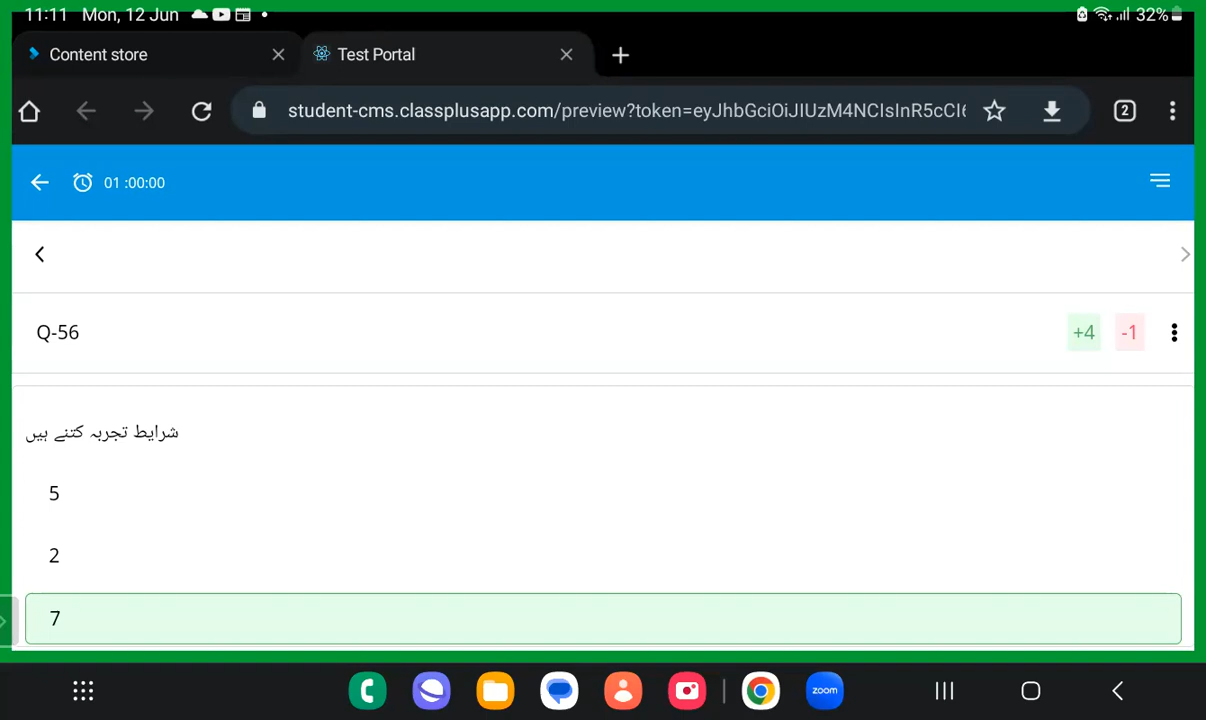 11:11 Mon, 12 Jun 32%
Content store
Test Portal
student-cms.classplusapp.com/preview?token=eyJhbGciOiJIUzM4NCIsInR5cCI6
2
01 :00:00
Q-56
+4 -1
شرایط تجربہ کتنے ہیں
5
2
7
zoom